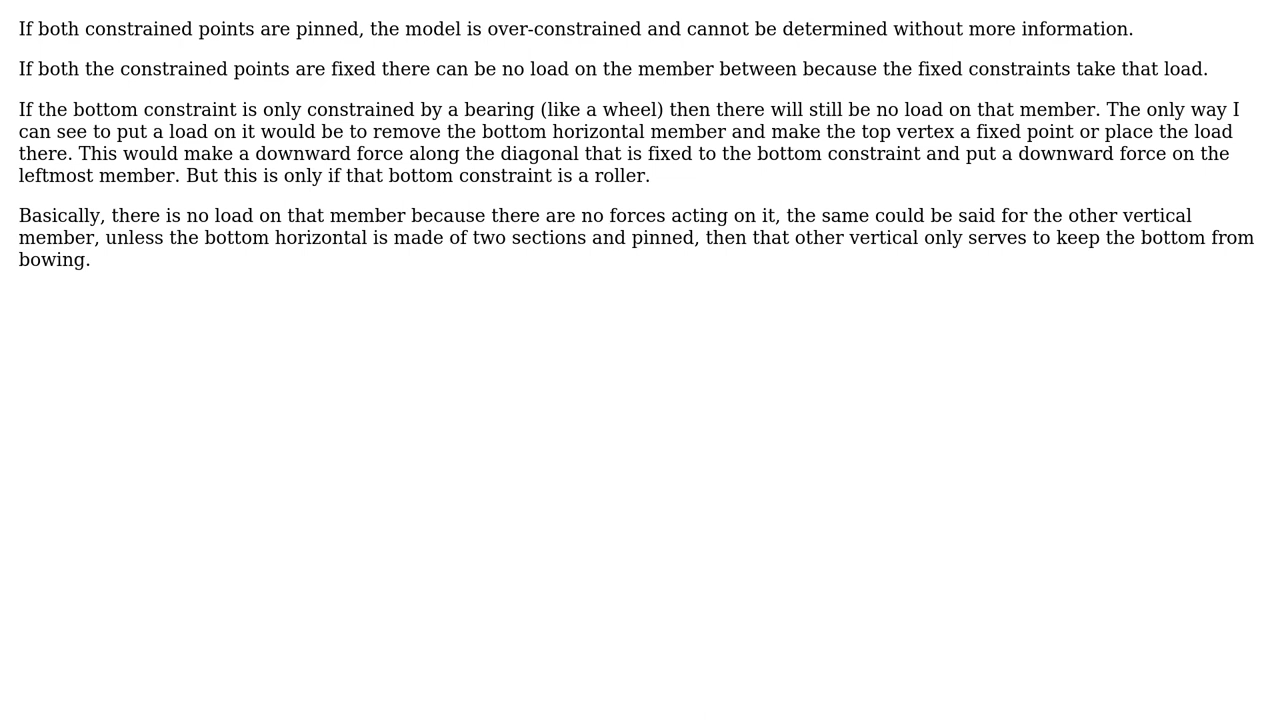 If both constrained points are pinned, the model is over-constrained and cannot be determined without more information.
If both the constrained points are fixed there can be no load on the member between because the fixed constraints take that load.
If the bottom constraint is only constrained by a bearing (like a wheel) then there will still be no load on that member. The only way I
can see to put a load on it would be to remove the bottom horizontal member and make the top vertex a fixed point or place the load
there. This would make a downward force along the diagonal that is fixed to the bottom constraint and put a downward force on the
leftmost member. But this is only if that bottom constraint is a roller.
Basically, there is no load on that member because there are no forces acting on it, the same could be said for the other vertical
member, unless the bottom horizontal is made of two sections and pinned, then that other vertical only serves to keep the bottom from
bowing.